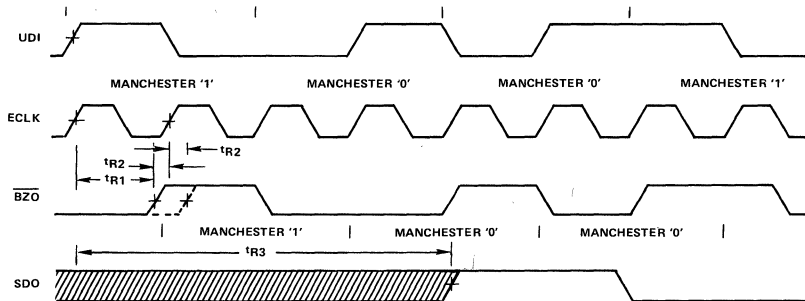 UDI
MANCHESTER '1' MANCHESTER '0' MANCHESTER '0' MANCHESTER '1'
ECLK
tR2
tR2
tR1
BZO
MANCHESTER '1' MANCHESTER '0' MANCHESTER '0'
tR3
SDO